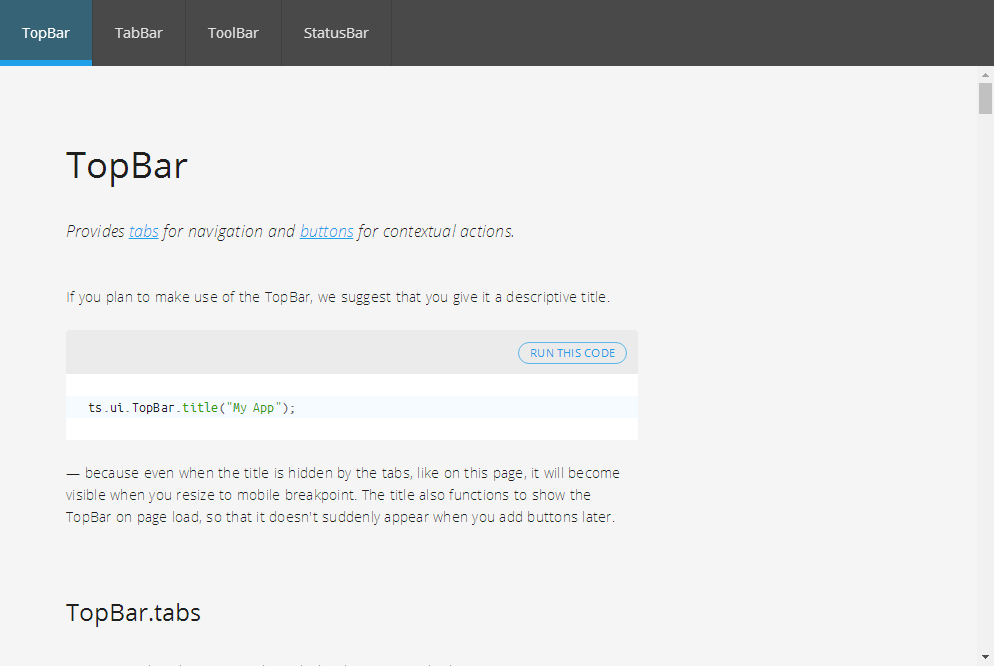 TopBar
TabBar
ToolBar
StatusBar
TopBar
Provides tabs for navigation and buttons for contextual actions.
If you plan to make use of the TopBar, we suggest that you give it a descriptive title.
RUN THIS CODE
ts.ui.TopBar.title("My App");
— because even when the title is hidden by the tabs, like on this page, it will become
visible when you resize to mobile breakpoint. The title also functions to show the
TopBar on page load, so that it doesn't suddenly appear when you add buttons later.
TopBar.tabs